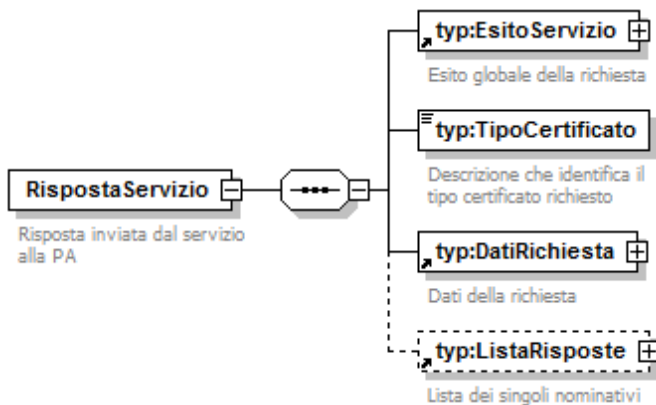 typ:EsitoServizio
Esito globale della richiesta
typ:TipoCertificato
Descrizione che identifica il
tipo certificato richiesto
RispostaServizio
Risposta inviata dal servizio
alla PA
typ:DatiRichiesta
Dati della richiesta
typ:ListaRisposte
Lista dei singoli nominativi